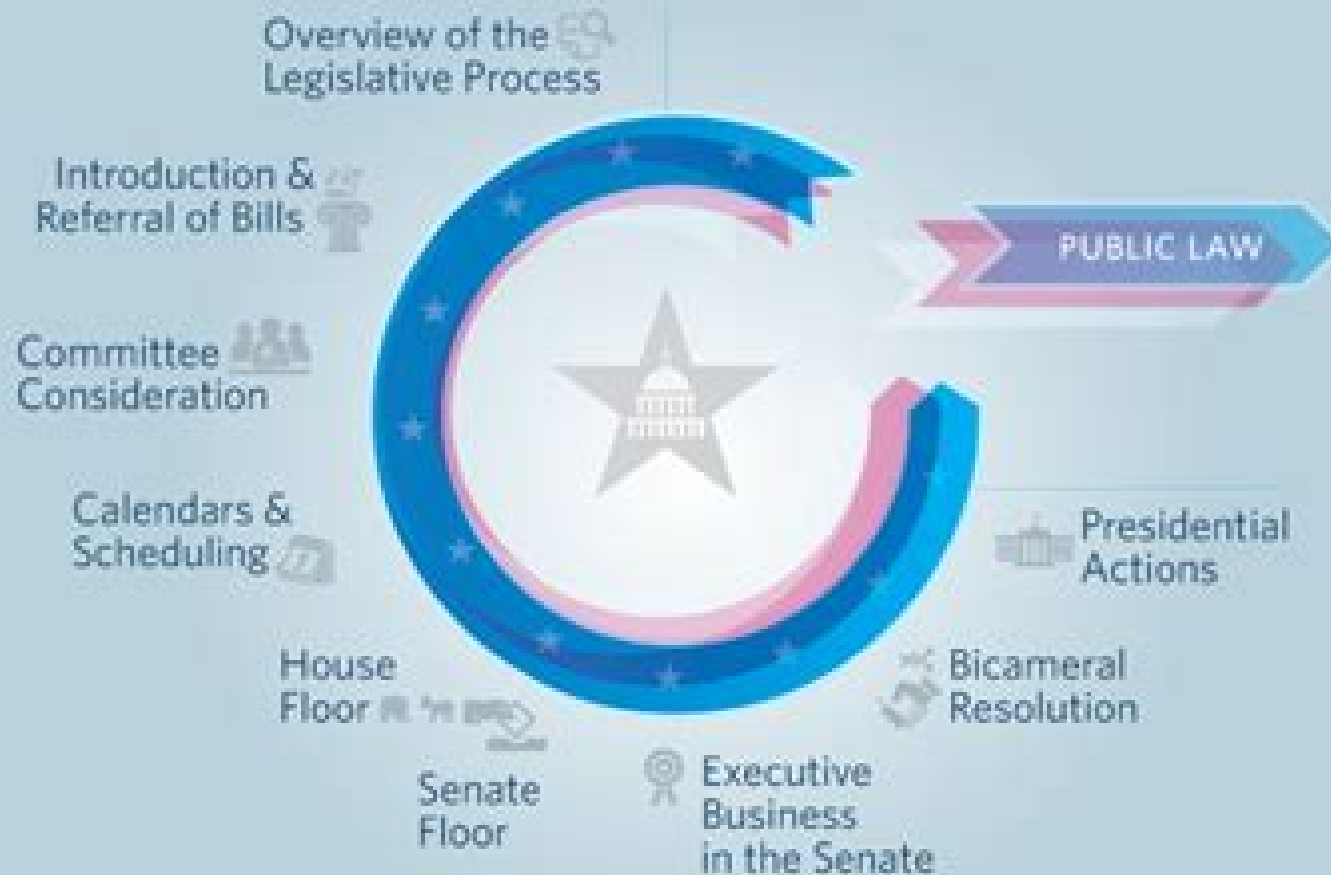 Overview of the
Legislative Process
Introduction &
Referral of Bills
Committee
Consideration
Calendars &
Scheduling
House
Floor
Senate
Floor
Executive
Business
in the Senate
Bicameral
Resolution
Presidential
Actions
PUBLIC LAW